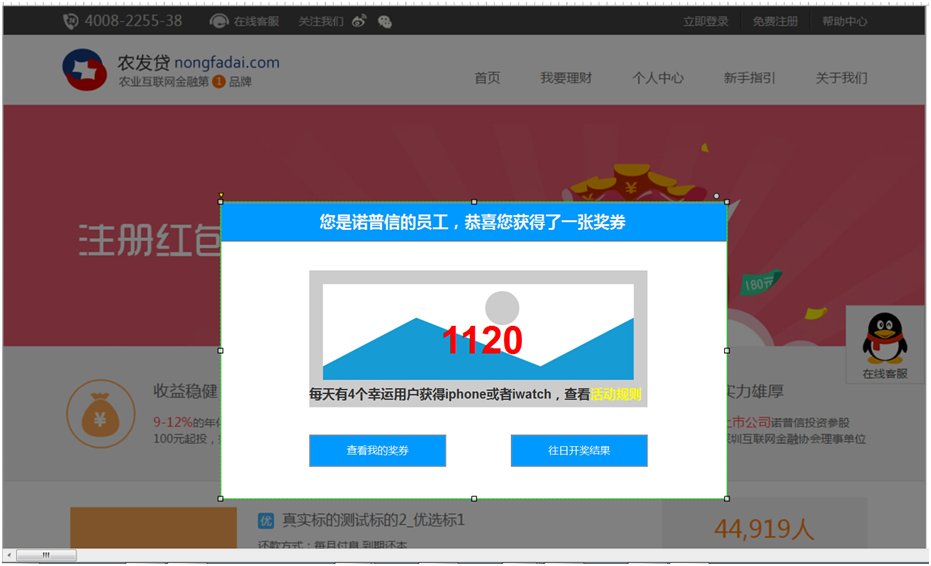 4008-2255-38 在线客服 关注我们 立即登录 免费注册 帮助中心
农发贷 nongfadai.com
农业互联网金融第1品牌
首页 我要理财 个人中心 新手指引 关于我们
注册红包
180元
您是诺普信的员工，恭喜您获得了一张奖券
1120
每天有4个幸运用户获得iphone或者iwatch，查看活动规则
查看我的奖券 往日开奖结果
在线客服
收益稳健
9-12%的年
100元起投，
实力雄厚
上市公司诺普信投资参股
深圳互联网金融协会理事单位
优 真实标的测试标的2_优选标1
还款方式：每月付息,到期还本
44,919人